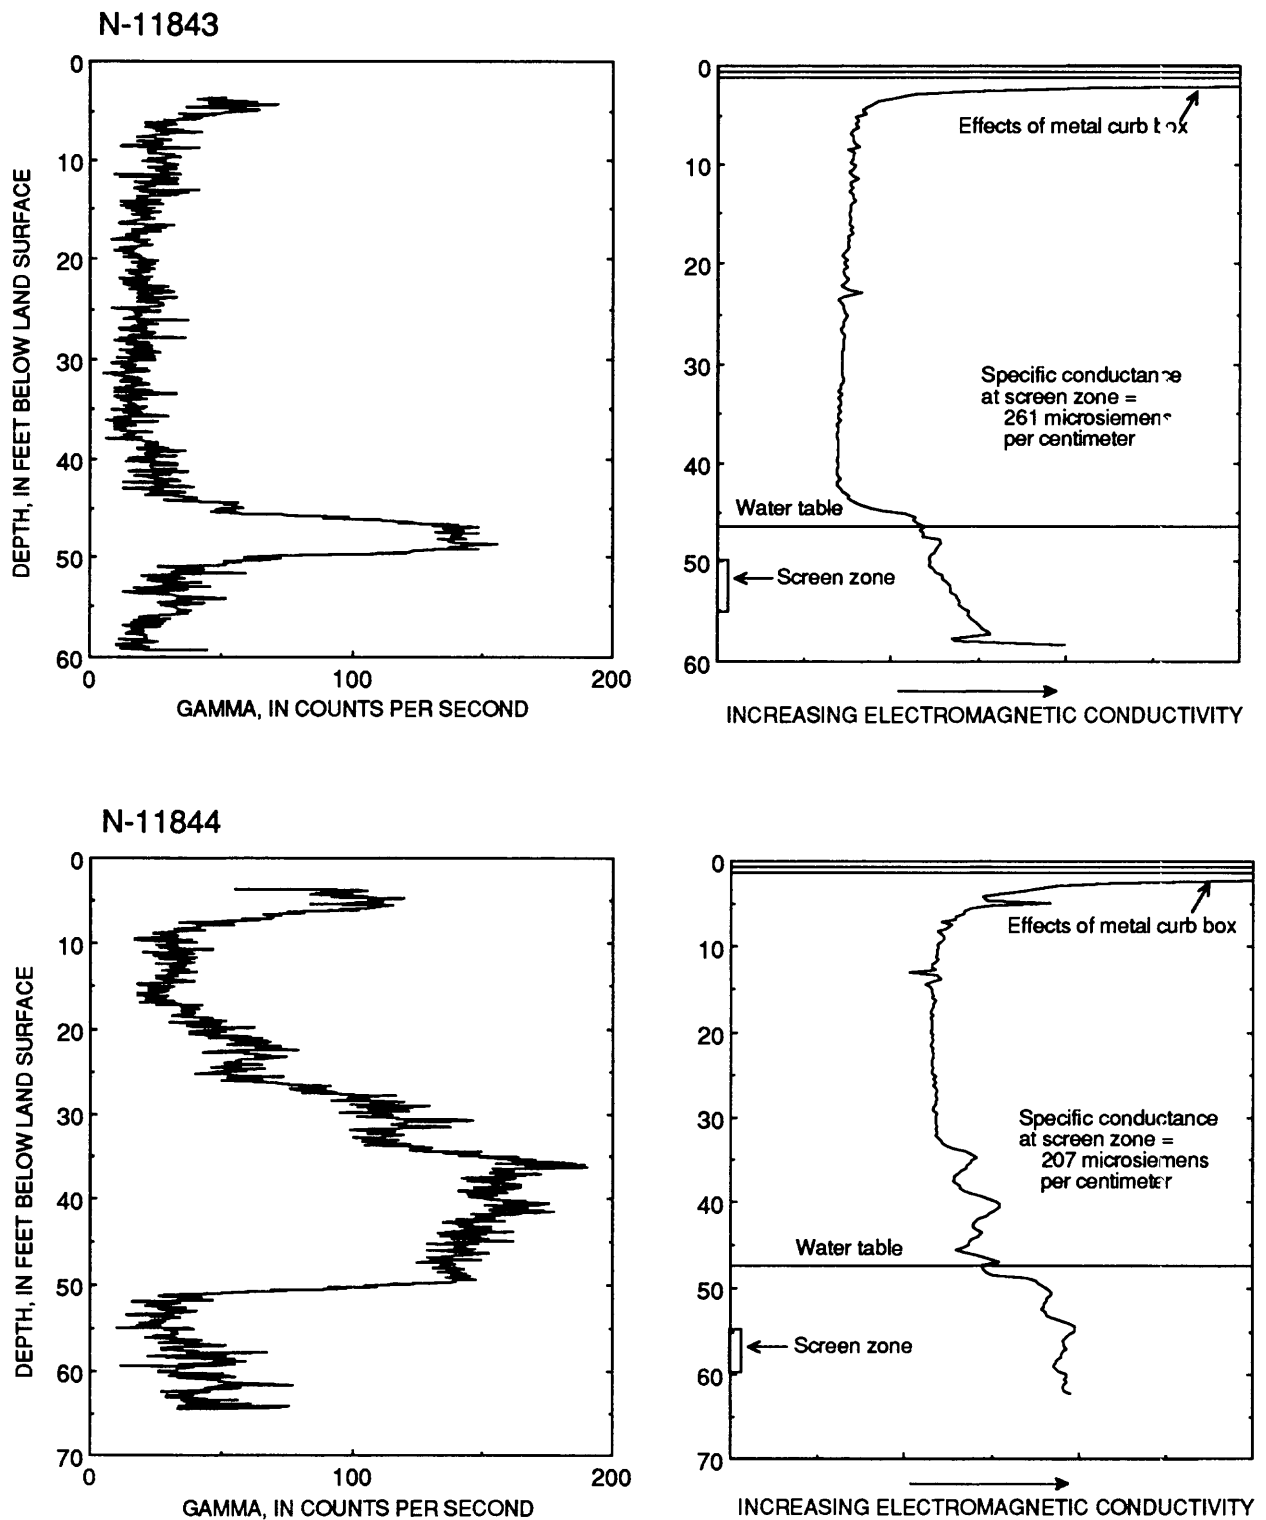 N-11843
0
10
20
30
40
50
60
DEPTH, IN FEET BELOW LAND SURFACE
0 100 200
GAMMA, IN COUNTS PER SECOND
0
10
20
30
40
50
60
Effects of metal curb box
Specific conductance
at screen zone =
261 microsiemens
per centimeter
Water table
Screen zone
INCREASING ELECTROMAGNETIC CONDUCTIVITY
N-11844
0
10
20
30
40
50
60
70
DEPTH, IN FEET BELOW LAND SURFACE
0 100 200
GAMMA, IN COUNTS PER SECOND
0
10
20
30
40
50
60
70
Effects of metal curb box
Specific conductance
at screen zone =
207 microsiemens
per centimeter
Water table
Screen zone
INCREASING ELECTROMAGNETIC CONDUCTIVITY